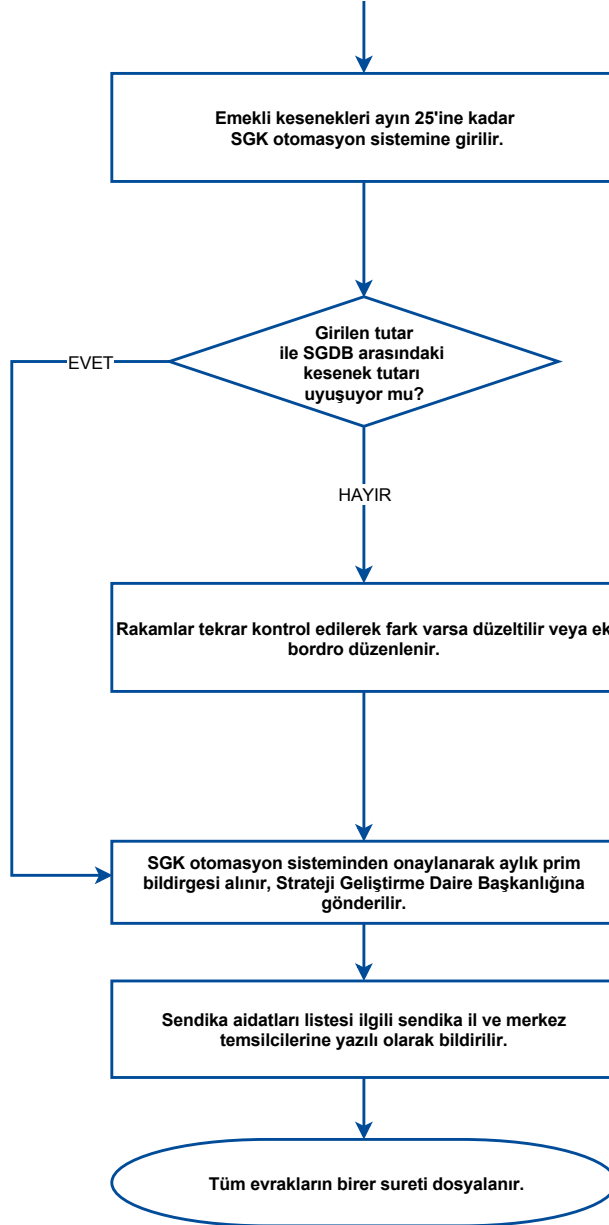 Emekli kesenekleri ayın 25'ine kadar
SGK otomasyon sistemine girilir.
Girilen tutar
ile SGDB arasındaki
kesenek tutarı
uyuşuyor mu?
EVET
HAYIR
Rakamlar tekrar kontrol edilerek fark varsa düzeltilir veya ek
bordro düzenlenir.
SGK otomasyon sisteminden onaylanarak aylık prim
bildirgesi alınır, Strateji Geliştirme Daire Başkanlığına
gönderilir.
Sendika aidatları listesi ilgili sendika il ve merkez
temsilcilerine yazılı olarak bildirilir.
Tüm evrakların birer sureti dosyalanır.